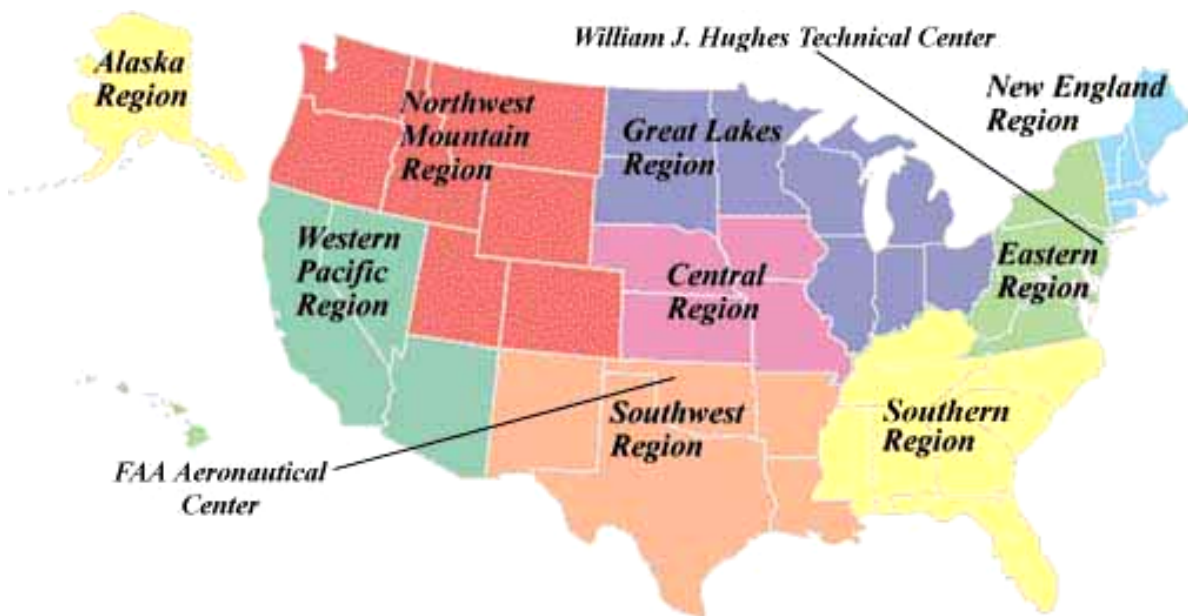 William J. Hughes Technical Center
Alaska
Region
Northwest
Mountain
Region
Great Lakes
Region
New England
Region
Western
Pacific
Region
Central
Region
Eastern
Region
Southwest
Region
Southern
Region
FAA Aeronautical
Center